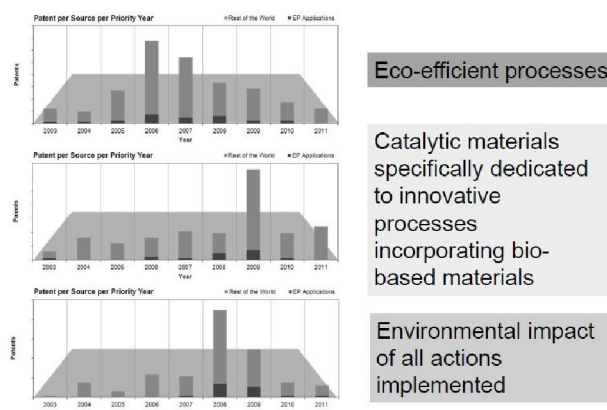 Patent per Source per Priority Year
Rest of the World EP Applications
Patents
2003 2004 2005 2006 2007 2008 2009 2010 2011
Year
Eco-efficient processes
Patent per Source per Priority Year
Rest of the World EP Applications
Patents
2003 2004 2005 2006 2007 2008 2009 2010 2011
Year
Catalytic materials
specifically dedicated
to innovative
processes
incorporating bio-
based materials
Patent per Source per Priority Year
Rest of the World EP Applications
Patents
2003 2004 2005 2006 2007 2008 2009 2010 2011
Environmental impact
of all actions
implemented